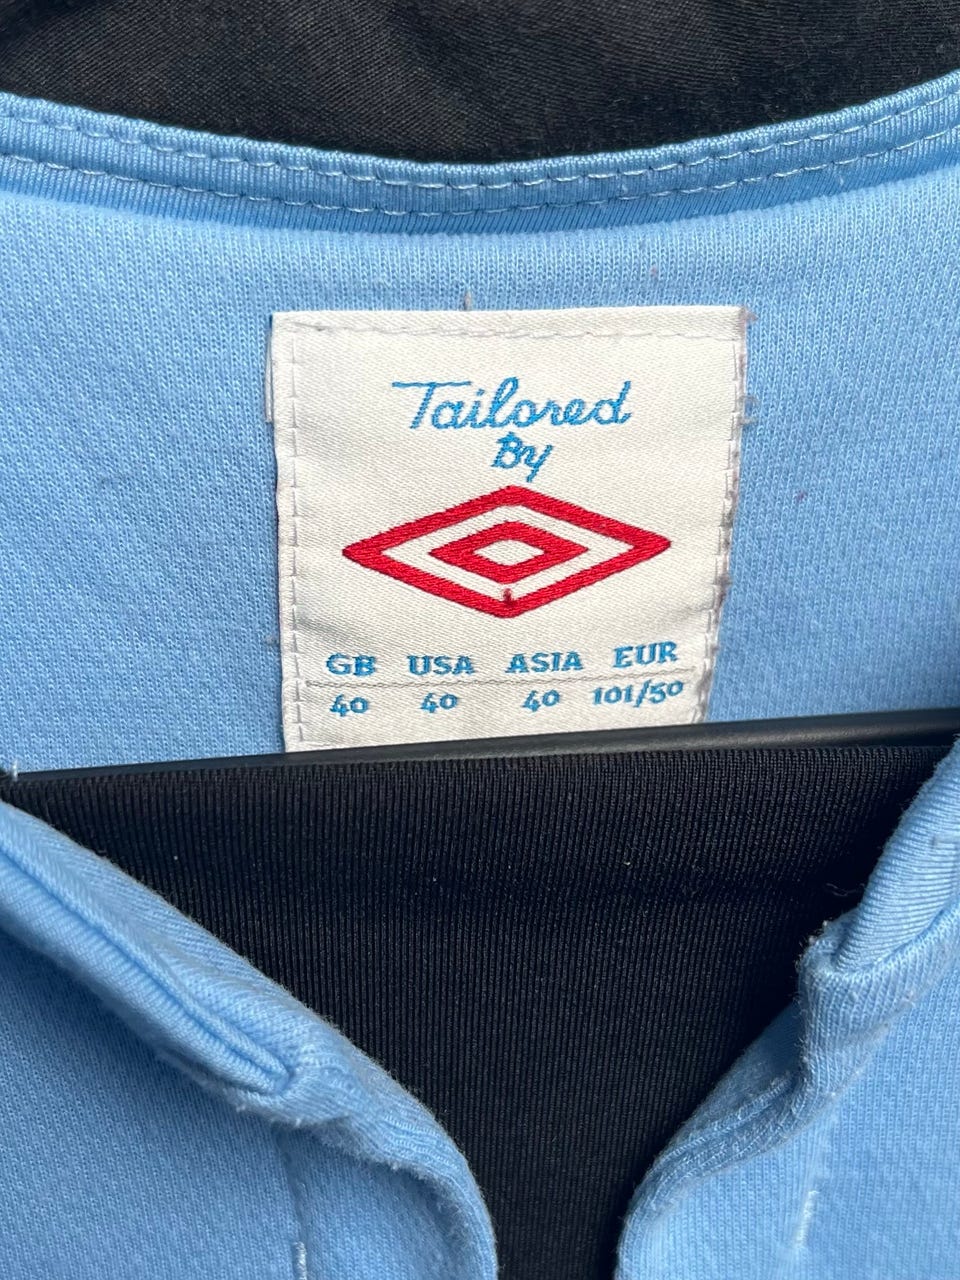 Tailored
By
GB USA ASIA EUR
40 40 40 101/50